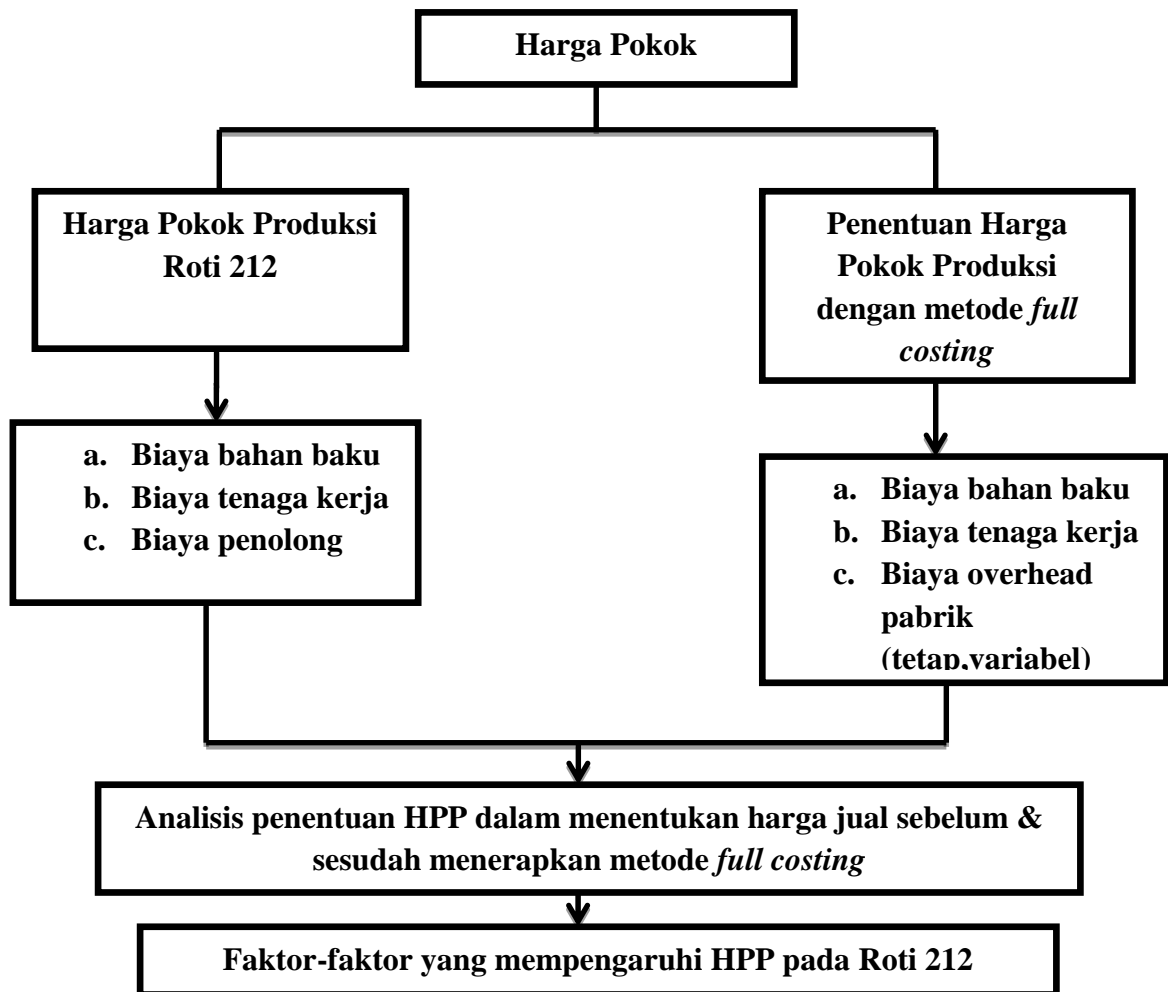 Harga Pokok
Harga Pokok Produksi
Roti 212
Penentuan Harga
Pokok Produksi
dengan metode full
costing
a. Biaya bahan baku
b. Biaya tenaga kerja
c. Biaya penolong
a. Biaya bahan baku
b. Biaya tenaga kerja
c. Biaya overhead
pabrik
(tetap,variabel)
Analisis penentuan HPP dalam menentukan harga jual sebelum &
sesudah menerapkan metode full costing
Faktor-faktor yang mempengaruhi HPP pada Roti 212